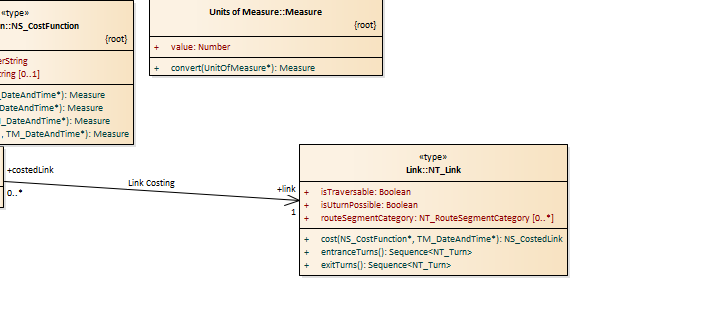 «type»
n::NS_CostFunction
{root}
erString
ring [0..1]
_DateAndTime*): Measure
DateAndTime*): Measure
_DateAndTime*): Measure
, TM_DateAndTime*): Measure
Units of Measure::Measure
{root}
+ value: Number
+ convert(UnitOfMeasure*): Measure
+costedLink
0..*
Link Costing
+link
1
«type»
Link::NT_Link
+ isTraversable: Boolean
+ isUturnPossible: Boolean
+ routeSegmentCategory: NT_RouteSegmentCategory [0..*]
+ cost(NS_CostFunction*, TM_DateAndTime*): NS_CostedLink
+ entranceTurns(): Sequence<NT_Turn>
+ exitTurns(): Sequence<NT_Turn>